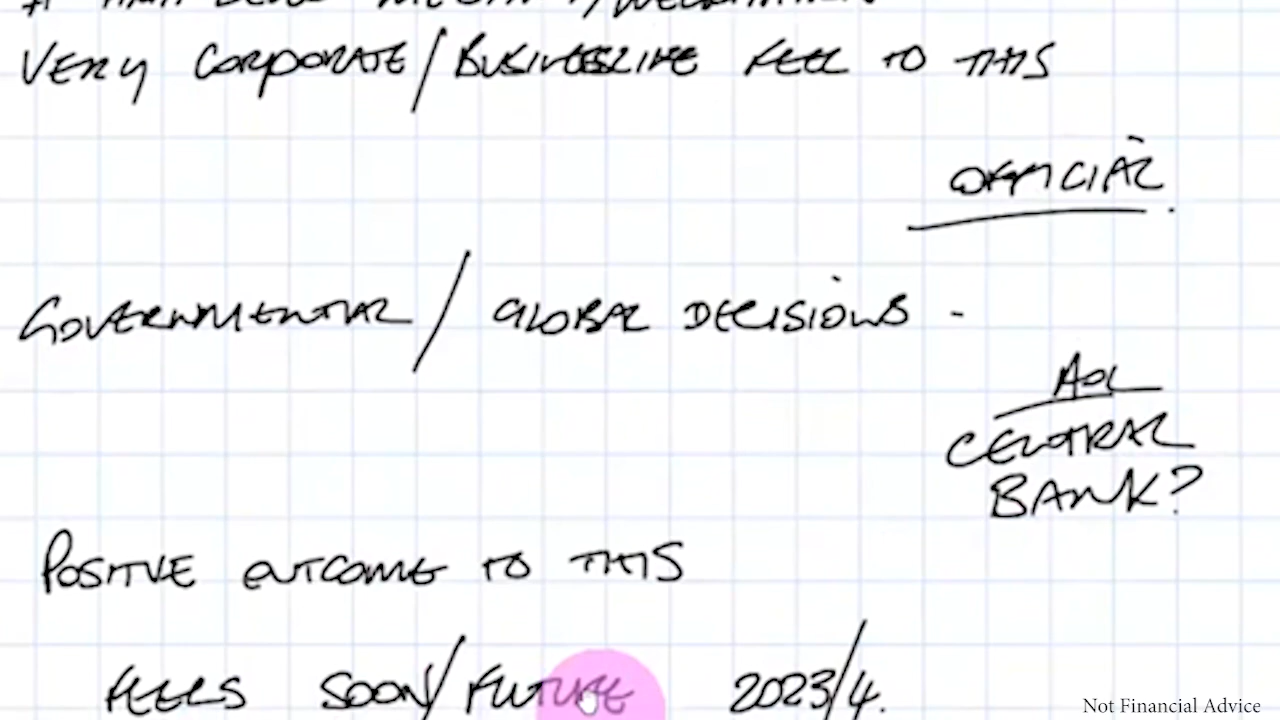 VERY CORPORATE/BUSINESSLIKE FEEL TO THIS
OFFICIAL.
GOVERNMENTAL/GLOBAL DECISIONS -
AOL
CENTRAL
BANK?
POSITIVE OUTCOME TO THIS
FEELS SOON/FUTURE 2023/4.
Not Financial Advice